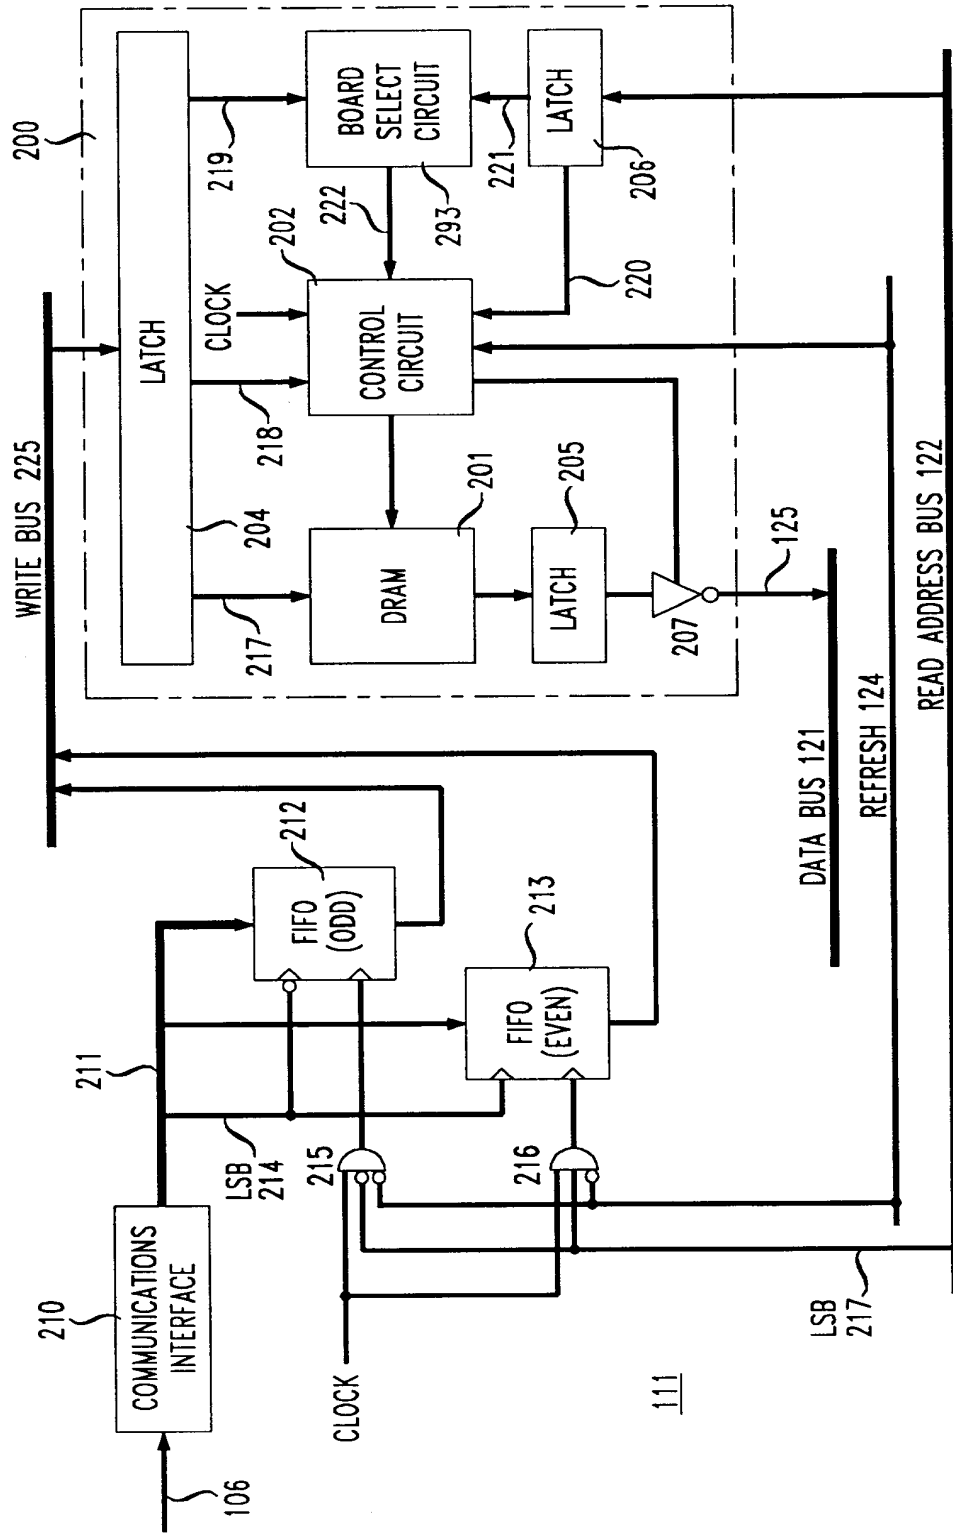 106
COMMUNICATIONS
INTERFACE
210
211
LSB
214
CLOCK
215
216
LSB
217
111
FIFO
(ODD)
212
FIFO
(EVEN)
213
WRITE BUS 225
DATA BUS 121
REFRESH 124
READ ADDRESS BUS 122
200
LATCH
204
217
218
219
CLOCK
DRAM
201
LATCH
205
207
125
CONTROL
CIRCUIT
202
222
BOARD
SELECT
CIRCUIT
293
221
220
LATCH
206